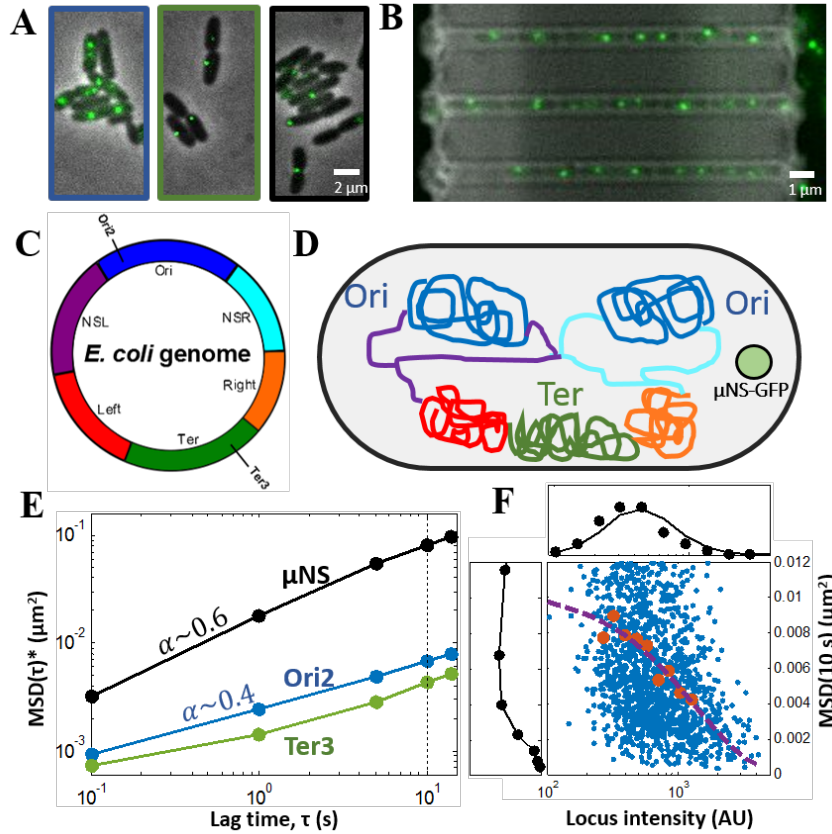 A
B
2 μm
1 μm
C
D
Ori2
Ori
NSL
NSR
E. coli genome
Left
Right
Ter
Ter3
Ori
Ori
Ter
μNS-GFP
E
F
10⁻¹
10⁻²
10⁻³
MSD(τ)* (μm²)
μNS
α~0.6
Ori2
α~0.4
Ter3
10⁻¹
10⁰
10¹
Lag time, τ (s)
0.012
0.01
0.008
0.006
0.004
0.002
0
MSD(10 s) (μm²)
10²
10³
Locus intensity (AU)